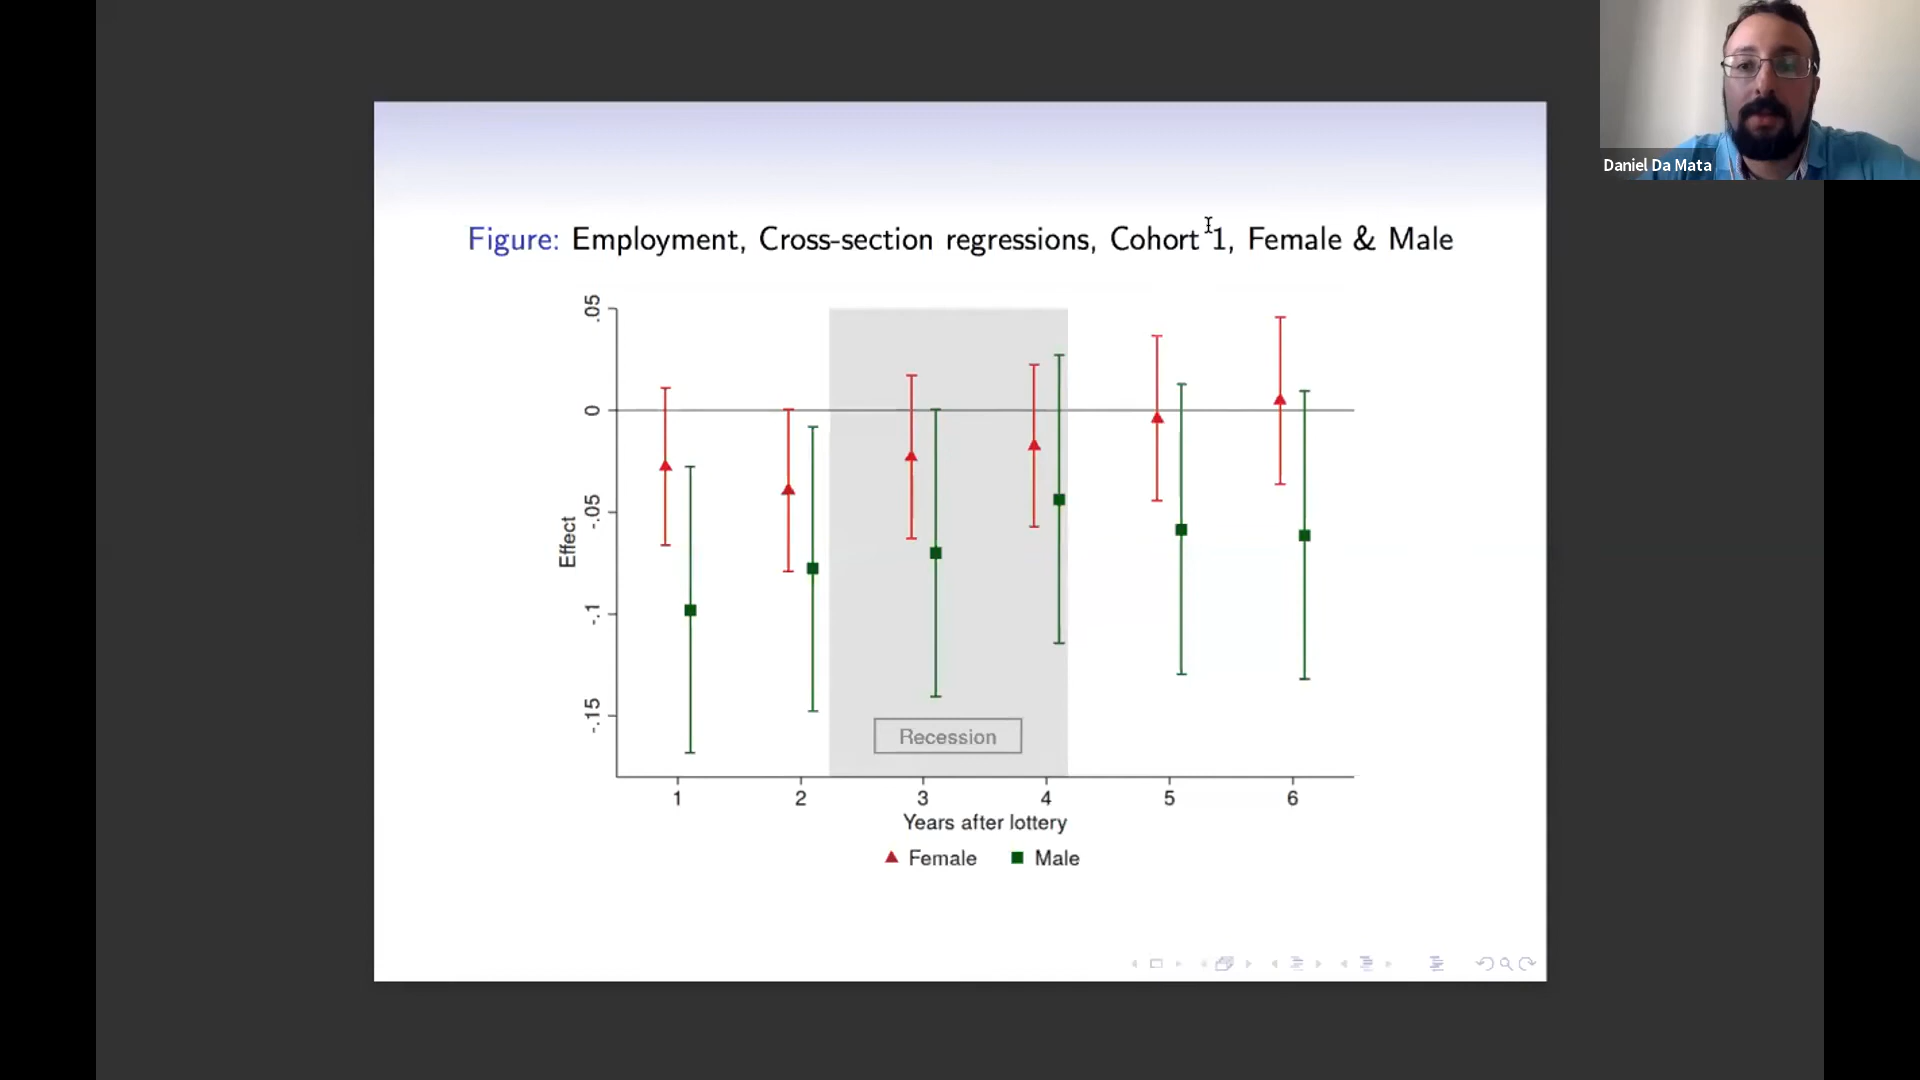 Daniel Da Mata
Figure: Employment, Cross-section regressions, Cohort 1, Female & Male
.05
0
-.05
-.1
-.15
Effect
Recession
1 2 3 4 5 6
Years after lottery
Female Male